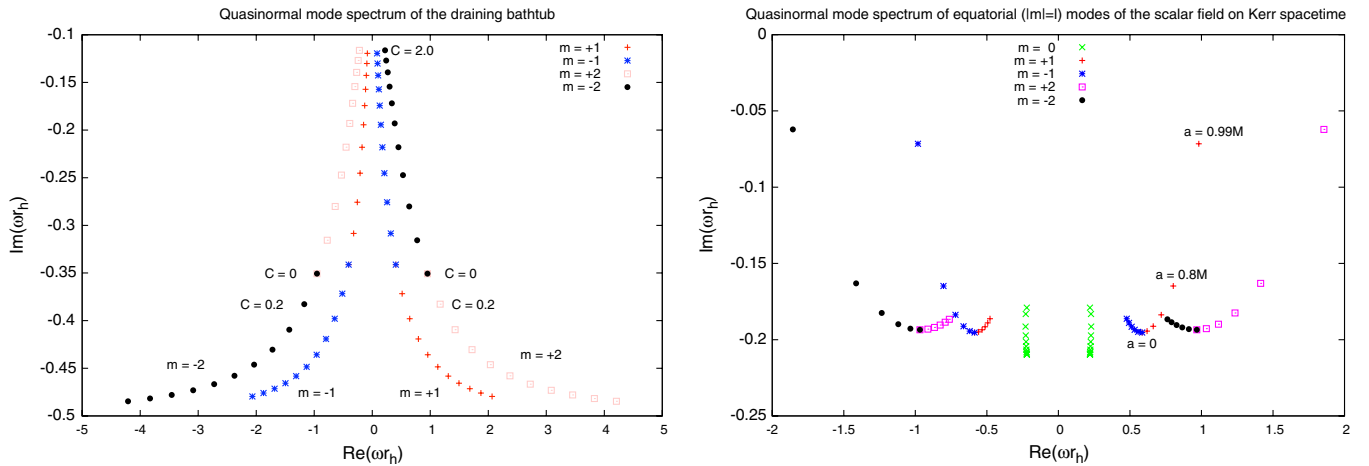 Quasinormal mode spectrum of the draining bathtub
-0.1
-0.15
-0.2
-0.25
-0.3
-0.35
-0.4
-0.45
-0.5
Im(ωr_h)
C = 2.0
m = +1
m = -1
m = +2
m = -2
C = 0
C = 0
C = 0.2
C = 0.2
m = -2
m = +2
m = -1
m = +1
-5
-4
-3
-2
-1
0
1
2
3
4
5
Re(ωr_h)
Quasinormal mode spectrum of equatorial (|m|=l) modes of the scalar field on Kerr spacetime
0
-0.05
-0.1
-0.15
-0.2
-0.25
Im(ωr_h)
m = 0
m = +1
m = -1
m = +2
m = -2
a = 0.99M
a = 0.8M
a = 0
-2
-1.5
-1
-0.5
0
0.5
1
1.5
2
Re(ωr_h)